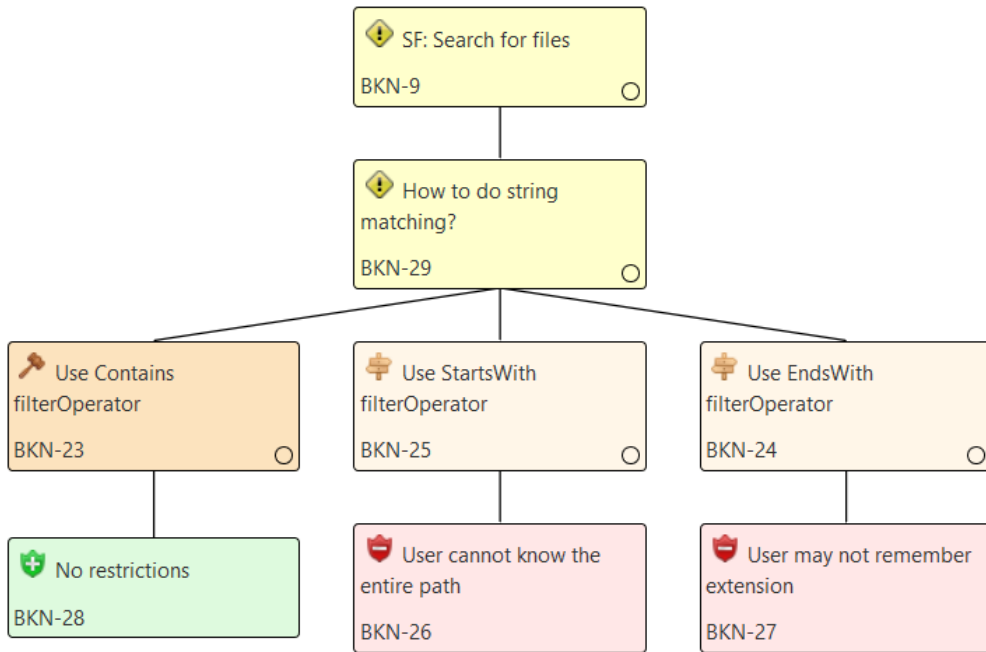 SF: Search for files
BKN-9
How to do string
matching?
BKN-29
Use Contains
filterOperator
BKN-23
Use StartsWith
filterOperator
BKN-25
Use EndsWith
filterOperator
BKN-24
No restrictions
BKN-28
User cannot know the
entire path
BKN-26
User may not remember
extension
BKN-27